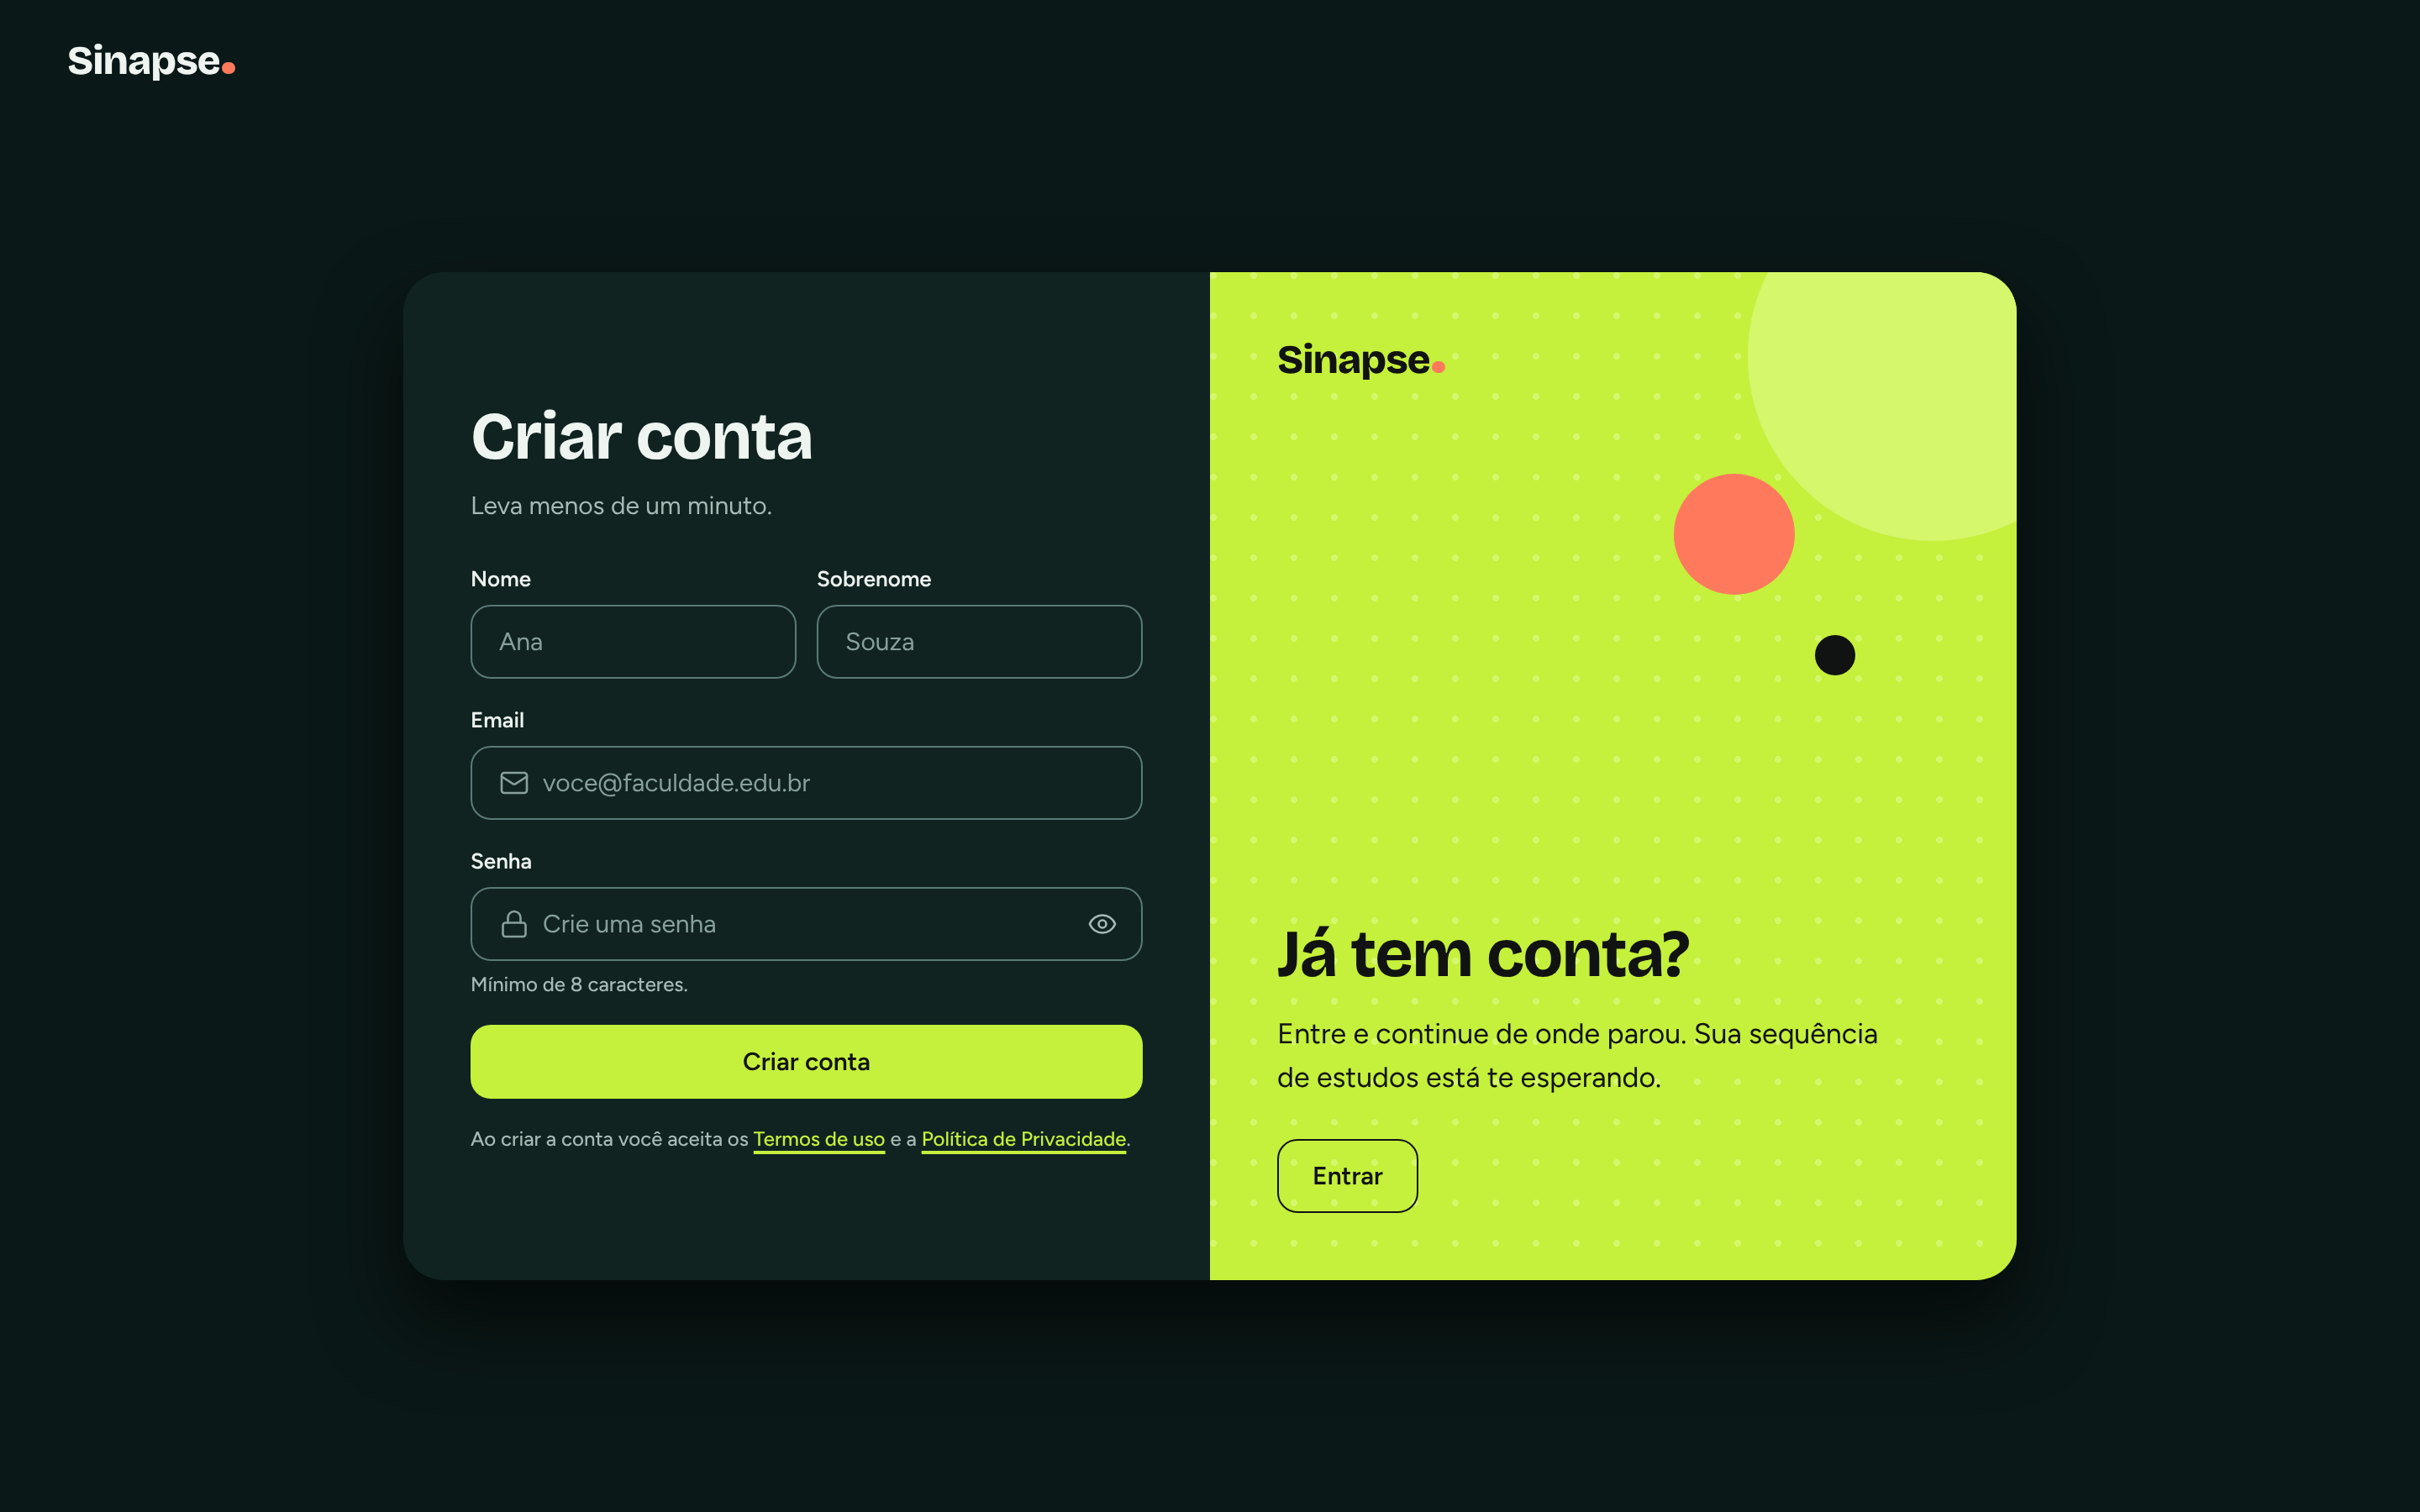 Sinapse.
Criar conta
Leva menos de um minuto.
Nome
Sobrenome
Ana
Souza
Email
voce@faculdade.edu.br
Senha
Crie uma senha
Mínimo de 8 caracteres.
Criar conta
Ao criar a conta você aceita os Termos de uso e a Política de Privacidade.
Sinapse.
Já tem conta?
Entre e continue de onde parou. Sua sequência
de estudos está te esperando.
Entrar